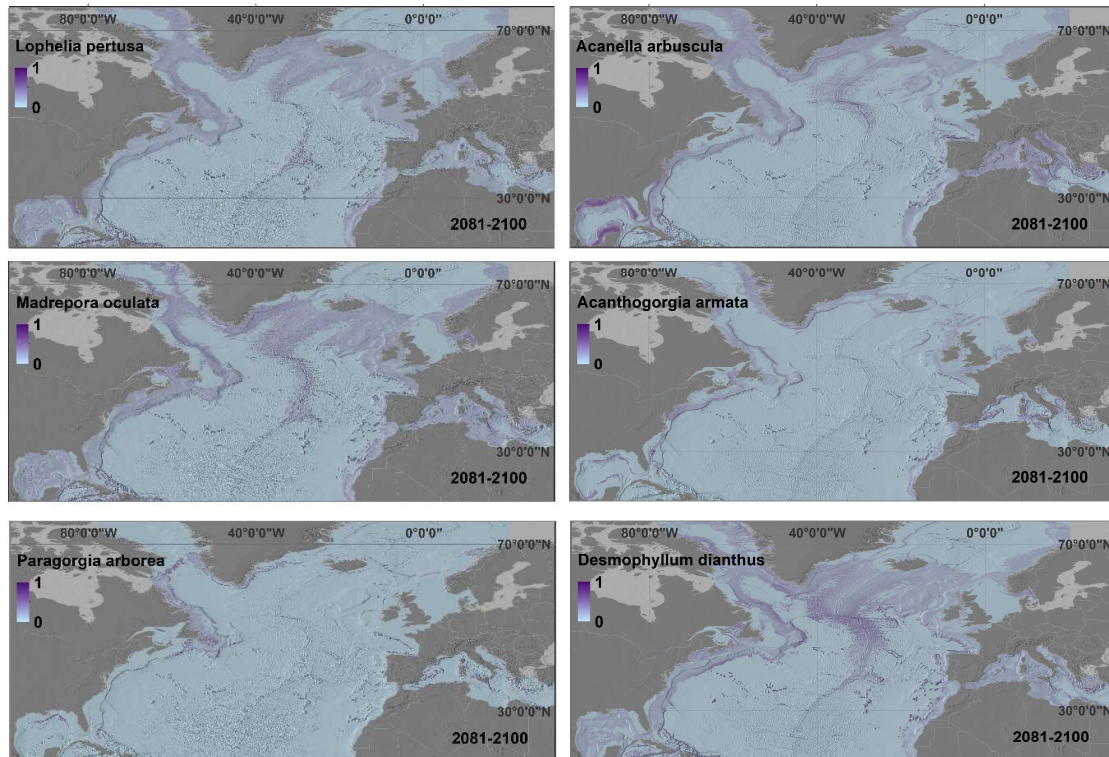 80°0'0"W 40°0'0"W 0°0'0"
70°0'0"N
Lophelia pertusa
1
0
30°0'0"N
2081-2100
80°0'0"W 40°0'0"W 0°0'0"
70°0'0"N
Acanella arbuscula
1
0
30°0'0"N
2081-2100
80°0'0"W 40°0'0"W 0°0'0"
70°0'0"N
Madrepora oculata
1
0
30°0'0"N
2081-2100
80°0'0"W 40°0'0"W 0°0'0"
70°0'0"N
Acanthogorgia armata
1
0
30°0'0"N
2081-2100
80°0'0"W 40°0'0"W 0°0'0"
70°0'0"N
Paragorgia arborea
1
0
30°0'0"N
2081-2100
80°0'0"W 40°0'0"W 0°0'0"
70°0'0"N
Desmophyllum dianthus
1
0
30°0'0"N
2081-2100